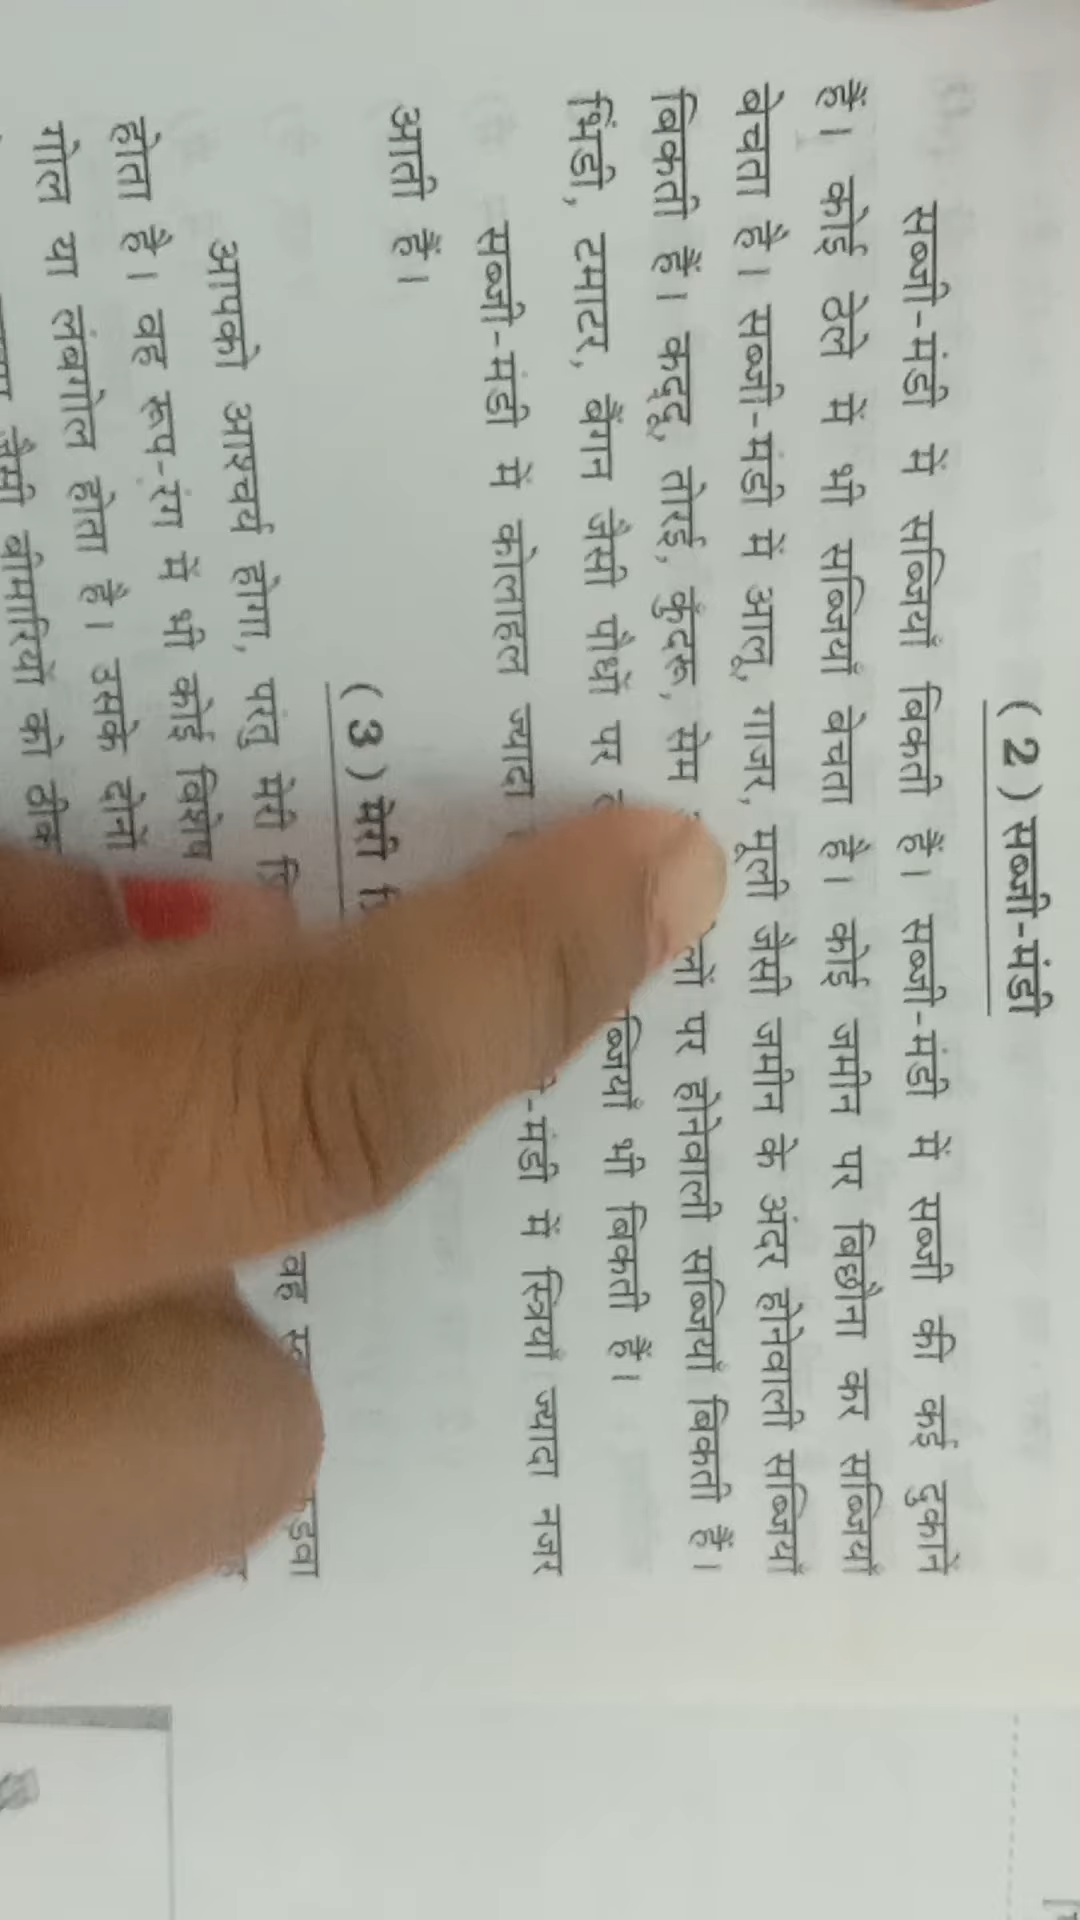 (2) सब्जी-मंडी
सब्जी-मंडी में सब्जियां बिकती हैं। सब्जी-मंडी में सब्जी की कई दुकानें
हैं। कोई ठेले में भी सब्जियां बेचता है। कोई जमीन पर बिछौना कर सब्जियां
बेचता है। सब्जी-मंडी में आलू, गाजर, मूली जैसी जमीन के अंदर होनेवाली सब्जियां
बिकती हैं। कद्दू, तोरई, कुंदरू, सेम पर होनेवाली सब्जियां बिकती हैं।
भिंडी, टमाटर, बैंगन जैसी पौधों पर भी बिकती हैं।
सब्जी-मंडी में कोलाहल ज्यादा में स्त्रियां ज्यादा नजर
आती हैं।
(3) मेरी
आपको आश्चर्य होगा, परंतु मेरी वह
होता है। वह रूप-रंग में भी कोई विशेष
गोल या लंबगोल होता है। उसके दोनों
जैसी बीमारियों को ठीक